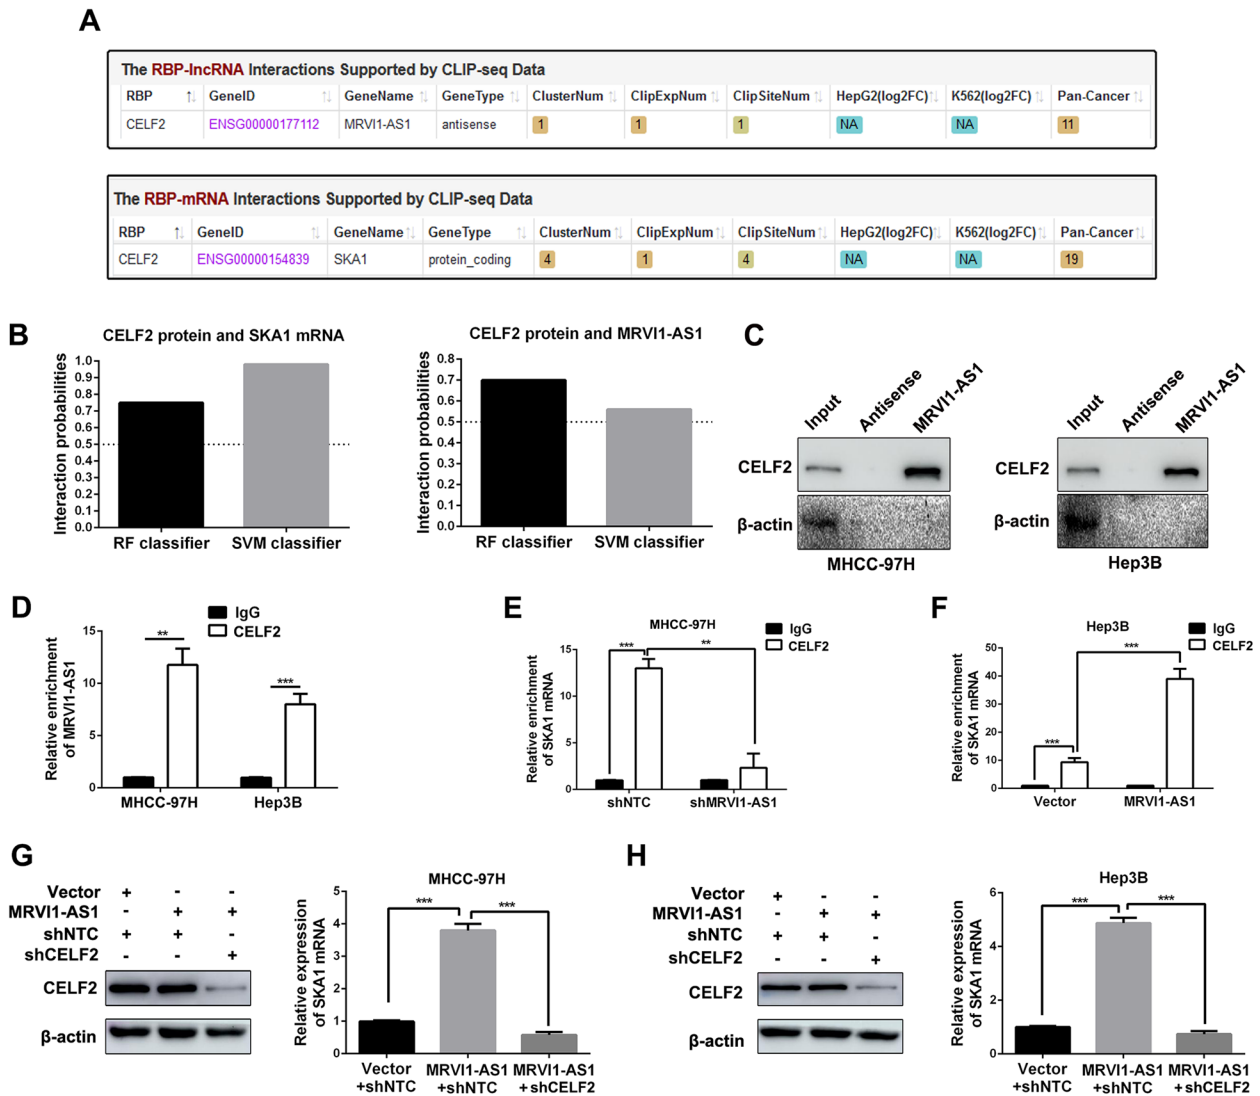 A
The RBP-lncRNA Interactions Supported by CLIP-seq Data
RBP GeneID GeneName GeneType ClusterNum ClipExpNum ClipSiteNum HepG2(log2FC) K562(log2FC) Pan-Cancer
CELF2 ENSG00000177112 MRVI1-AS1 antisense 1 1 1 NA NA 11
The RBP-mRNA Interactions Supported by CLIP-seq Data
RBP GeneID GeneName GeneType ClusterNum ClipExpNum ClipSiteNum HepG2(log2FC) K562(log2FC) Pan-Cancer
CELF2 ENSG00000154839 SKA1 protein_coding 4 1 4 NA NA 19
B
CELF2 protein and SKA1 mRNA
Interaction probabilities
1.0
0.9
0.8
0.7
0.6
0.5
0.4
0.3
0.2
0.1
0.0
RF classifier SVM classifier
CELF2 protein and MRVI1-AS1
Interaction probabilities
0.8
0.7
0.6
0.5
0.4
0.3
0.2
0.1
0.0
RF classifier SVM classifier
C
Input Antisense MRVI1-AS1
CELF2
β-actin
MHCC-97H
Input Antisense MRVI1-AS1
CELF2
β-actin
Hep3B
D
IgG
CELF2
Relative enrichment
of MRVI1-AS1
15
10
5
0
**
***
MHCC-97H Hep3B
E
MHCC-97H
IgG
CELF2
Relative enrichment
of SKA1 mRNA
15
10
5
0
***
**
shNTC shMRVI1-AS1
F
Hep3B
IgG
CELF2
Relative enrichment
of SKA1 mRNA
50
40
30
20
10
0
***
***
Vector MRVI1-AS1
G
Vector + - -
MRVI1-AS1 - + +
shNTC + + -
shCELF2 - - +
CELF2
β-actin
MHCC-97H
Relative expression
of SKA1 mRNA
5
4
3
2
1
0
*** ***
Vector MRVI1-AS1 MRVI1-AS1
+shNTC +shNTC +shCELF2
H
Vector + - -
MRVI1-AS1 - + +
shNTC + + -
shCELF2 - - +
CELF2
β-actin
Hep3B
Relative expression
of SKA1 mRNA
6
4
2
0
*** ***
Vector MRVI1-AS1 MRVI1-AS1
+shNTC +shNTC +shCELF2